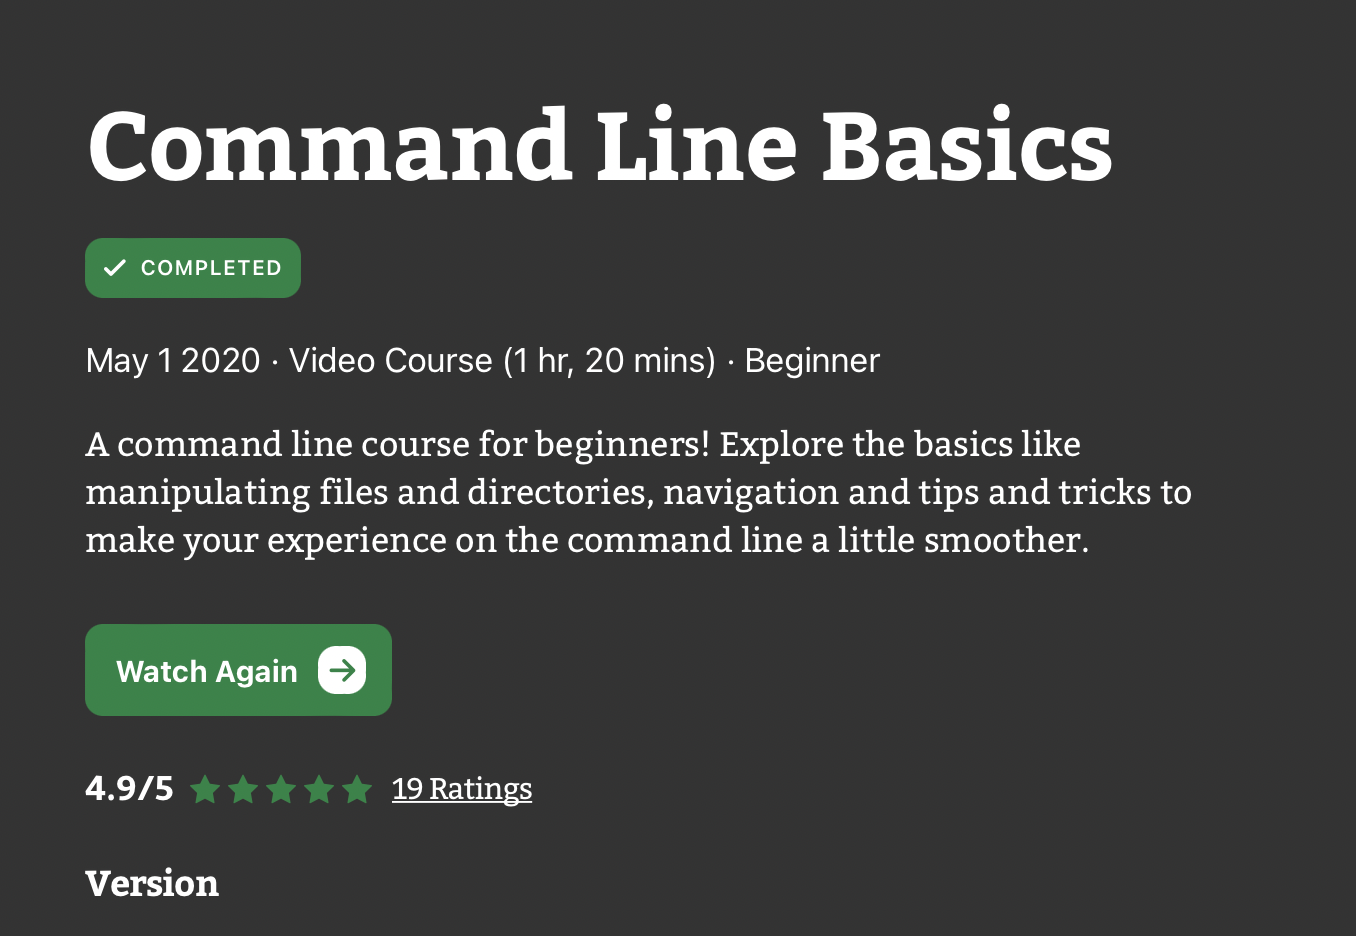 Command Line Basics
COMPLETED
May 1 2020 · Video Course (1 hr, 20 mins) · Beginner
A command line course for beginners! Explore the basics like
manipulating files and directories, navigation and tips and tricks to
make your experience on the command line a little smoother.
Watch Again
4.9/5 19 Ratings
Version